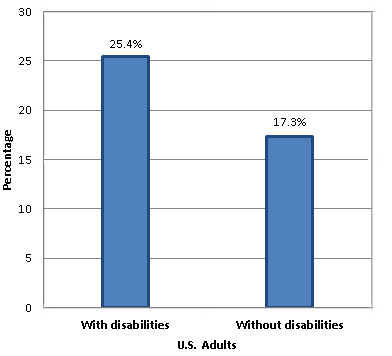 30
25.4%
25
20
17.3%
Percentage
15
10
5
0
With disabilities
Without disabilities
U.S. Adults